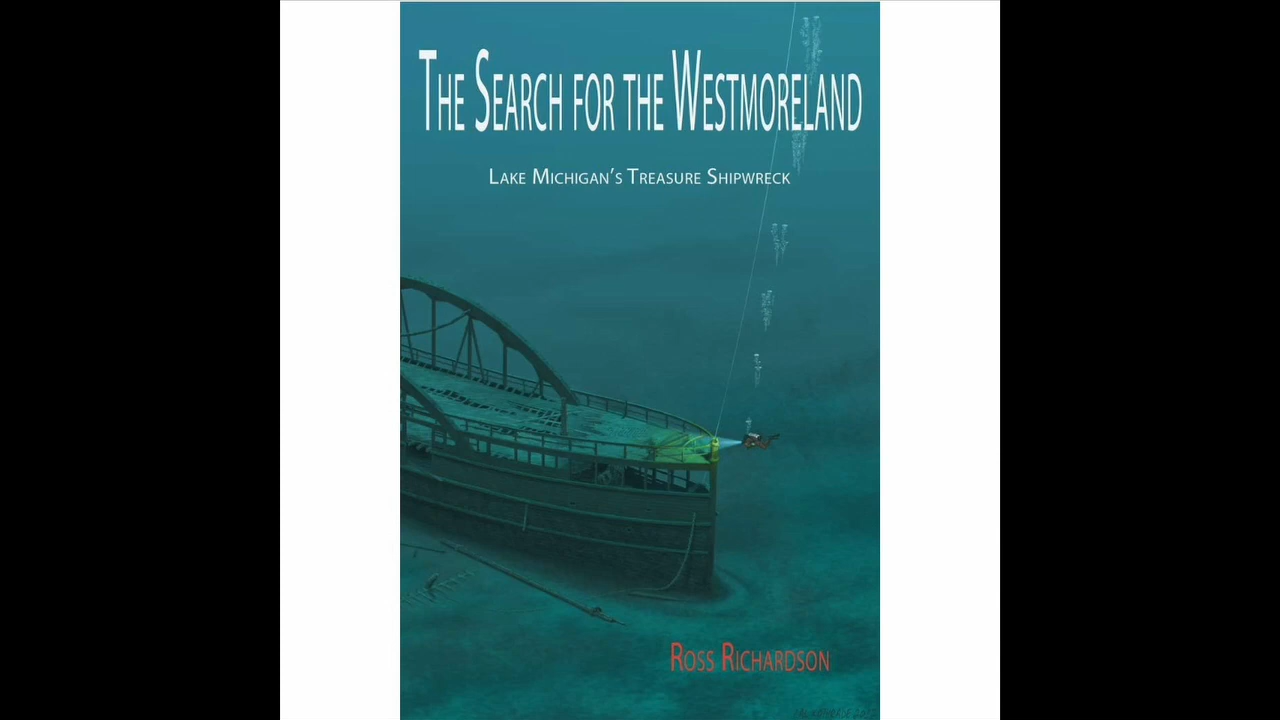 The Search for the Westmoreland
Lake Michigan's Treasure Shipwreck
Ross Richardson